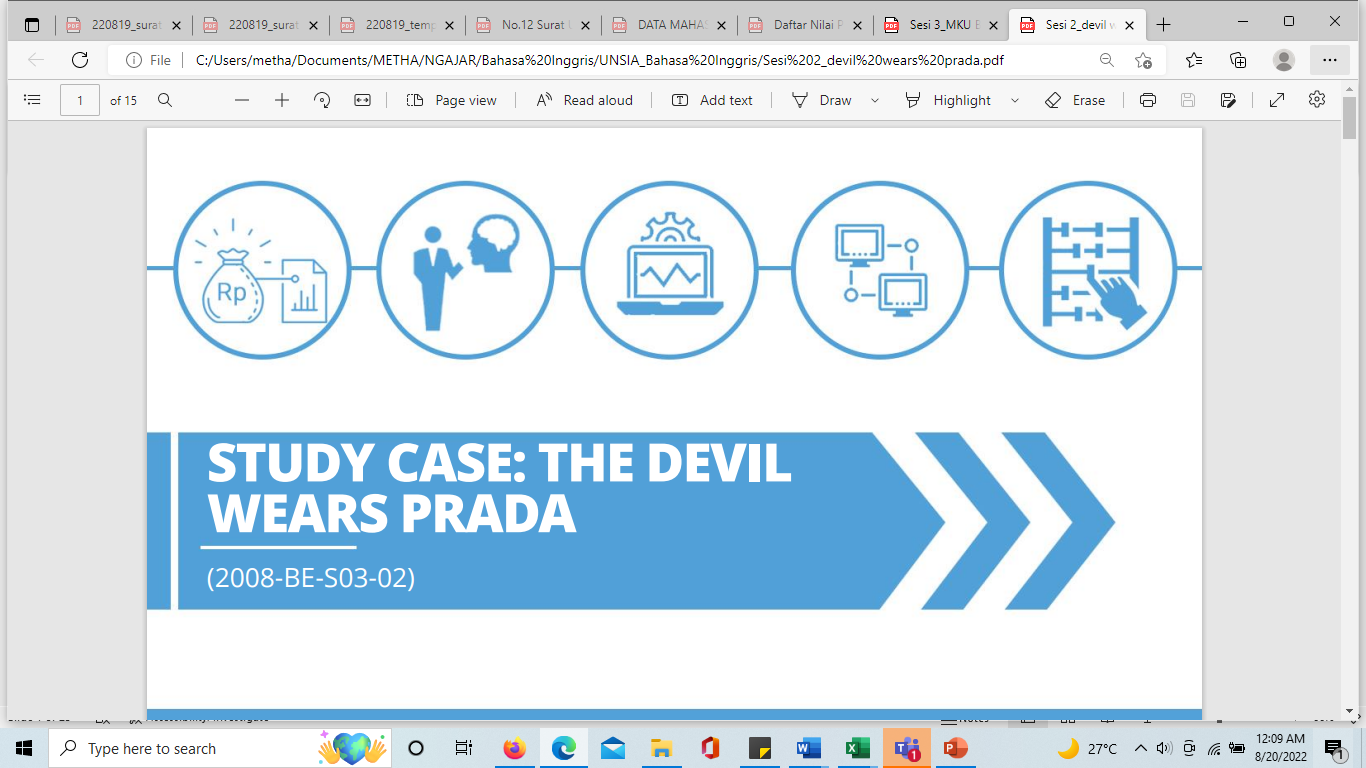 220819_surat
220819_surat
220819_temp
No.12 Surat
DATA MAHAS
Daftar Nilai P
Sesi 3_MKU B
Sesi 2_devil w
File
C:/Users/metha/Documents/METHA/NGAJAR/Bahasa%20Inggris/UNSIA_Bahasa%20Inggris/Sesi%202_devil%20wears%20prada.pdf
1 of 15
Page view
Read aloud
Add text
Draw
Highlight
Erase
Rp
STUDY CASE: THE DEVIL
WEARS PRADA
(2008-BE-S03-02)
Type here to search
27°C
12:09 AM
8/20/2022
1
1